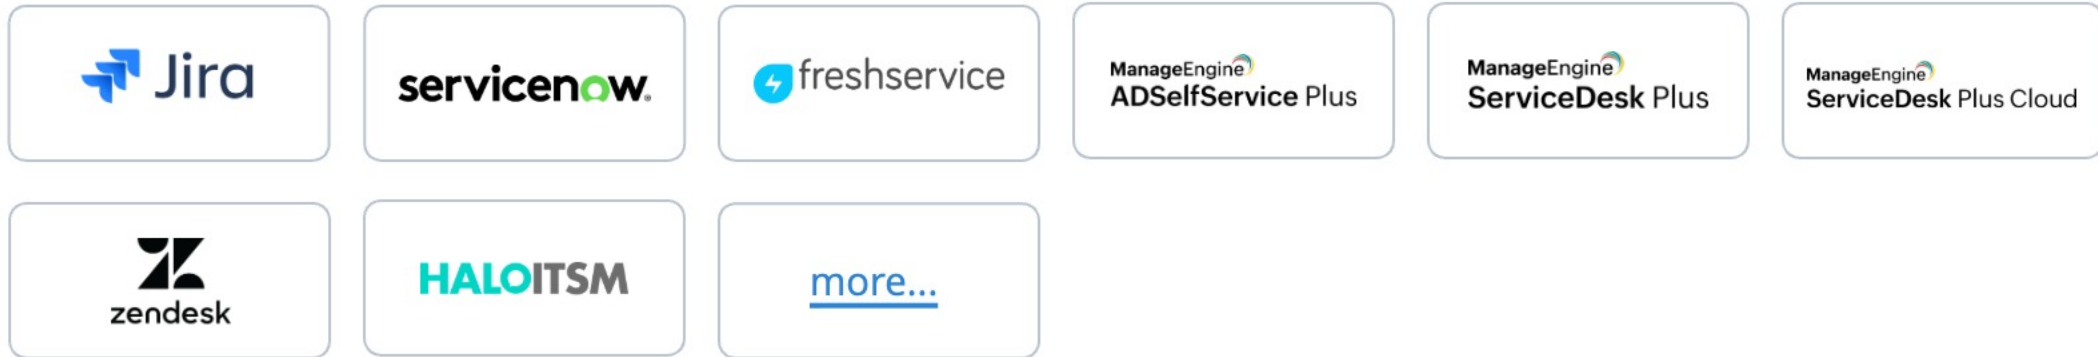 Jira
servicenow.
freshservice
ManageEngine
ADSelfService Plus
ManageEngine
ServiceDesk Plus
ManageEngine
ServiceDesk Plus Cloud
zendesk
HALOITSM
more...